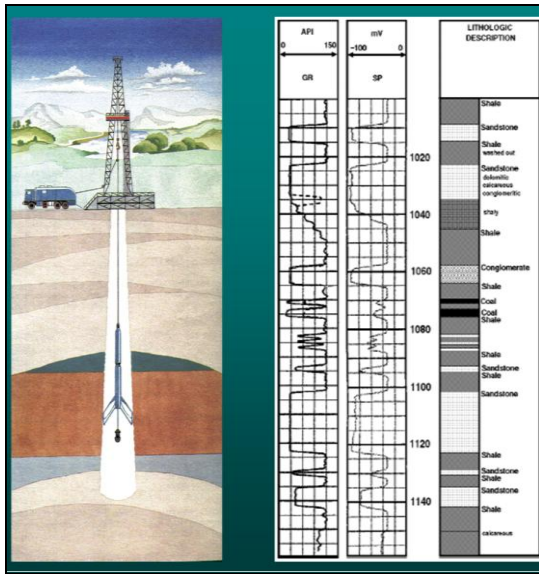 API
0 150
GR
mV
-100 0
SP
LITHOLOGIC
DESCRIPTION
Shale
Sandstone
Shale
washed out
1020
Sandstone
dolomitic
calcareous
conglomeritic
shaly
1040
Shale
Conglomerate
1060
Shale
Coal
Coal
Shale
1080
Shale
Sandstone
Shale
1100
Sandstone
1120
Shale
Sandstone
Shale
Sandstone
1140
Shale
calcareous